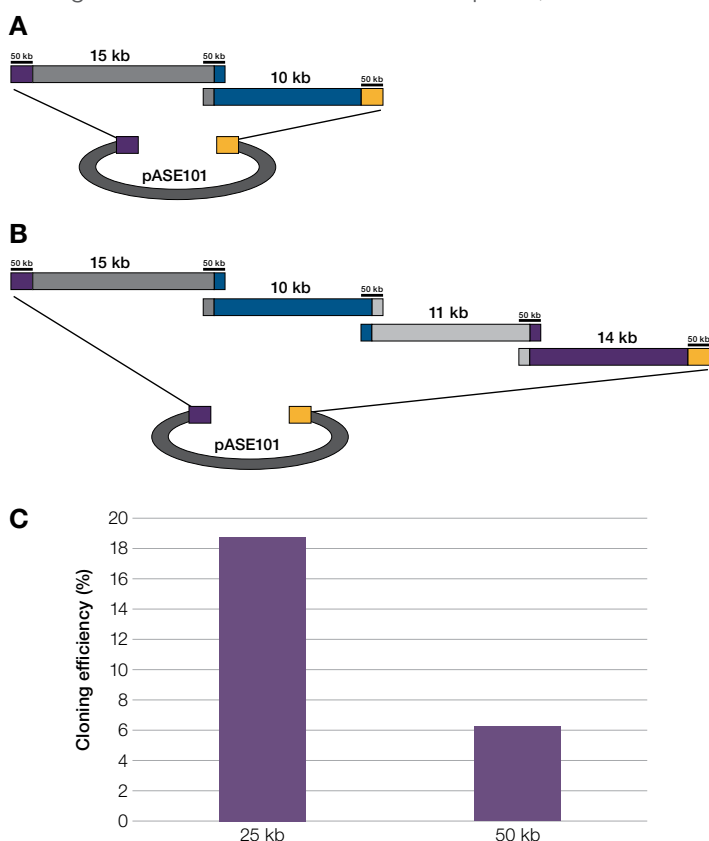 A
50 kb 15 kb 50 kb
10 kb 50 kb
pASE101
B
50 kb 15 kb 50 kb
10 kb 50 kb
11 kb 50 kb
14 kb 50 kb
pASE101
C
Cloning efficiency (%)
20
18
16
14
12
10
8
6
4
2
0
25 kb 50 kb